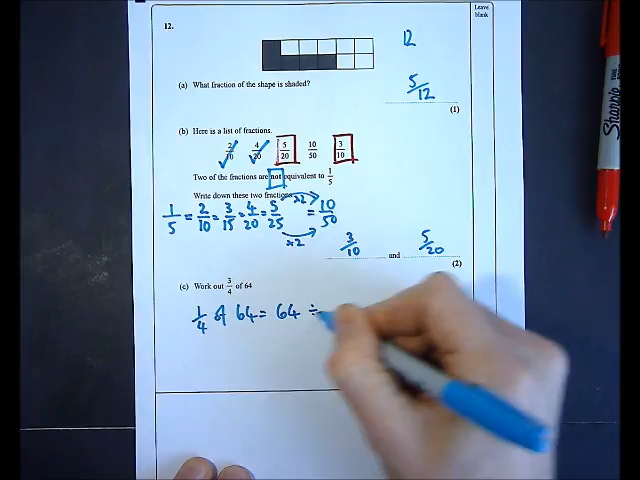 Leave
blank
12.
12
(a) What fraction of the shape is shaded?
5/12
(1)
(b) Here is a list of fractions.
2/10 4/20 5/20 10/50 3/10
Two of the fractions are not equivalent to 1/5
Write down these two fractions.
×2
1/5 = 2/10 = 3/15 = 4/20 = 5/25 = 10/50
×2
3/10 and 5/20
(2)
(c) Work out 3/4 of 64
1/4 of 64 = 64 ÷
Sharpie
FINE